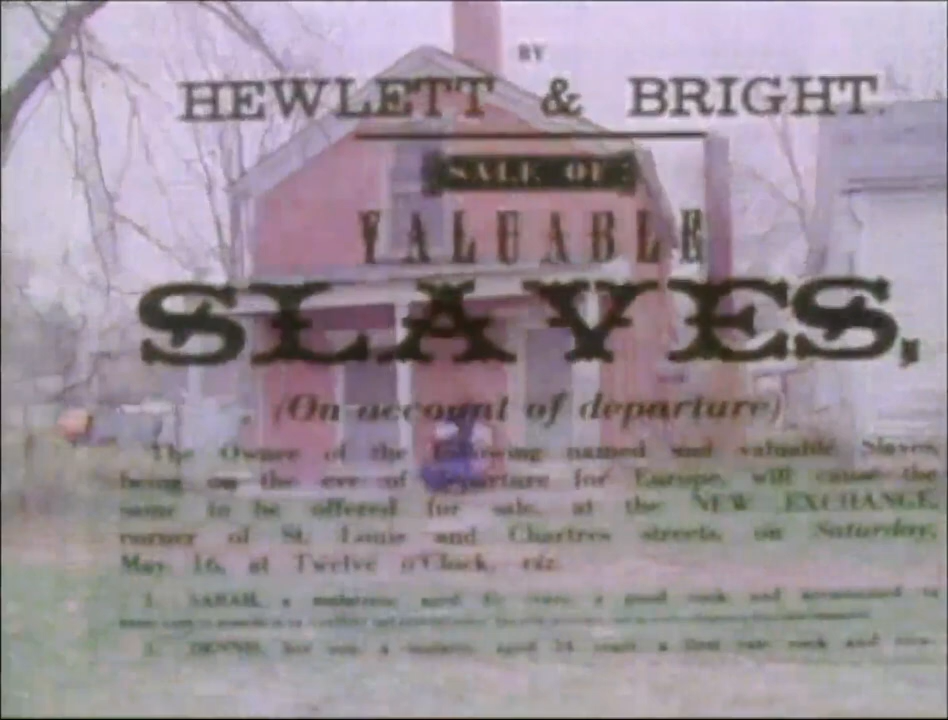 BY
HEWLETT & BRIGHT.
SALE OF
VALUABLE
SLAVES,
(On account of departure)
The Owner of the following named and valuable Slaves,
being on the eve of departure for Europe, will cause the
same to be offered for sale, at the NEW EXCHANGE,
corner of St. Louis and Chartres streets, on Saturday,
May 16, at Twelve o'Clock, viz.
1. SARAH, a mulatress, aged 45 years, a good cook and accustomed to
2. DENNIS, her son, a mulatto, aged 24 years, a first rate cook and